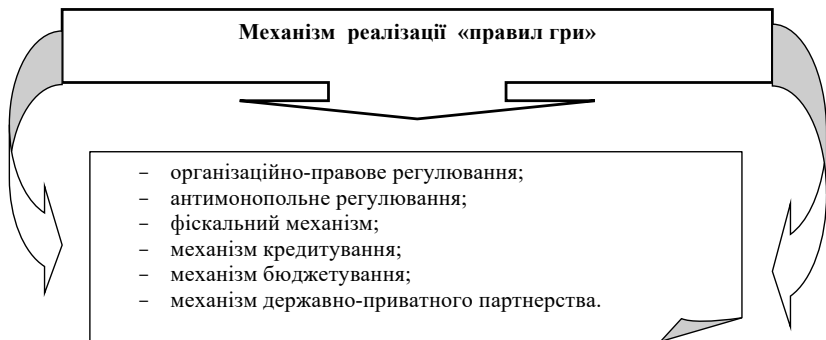 Механізм реалізації «правил гри»
– організаційно-правове регулювання;
– антимонопольне регулювання;
– фіскальний механізм;
– механізм кредитування;
– механізм бюджетування;
– механізм державно-приватного партнерства.